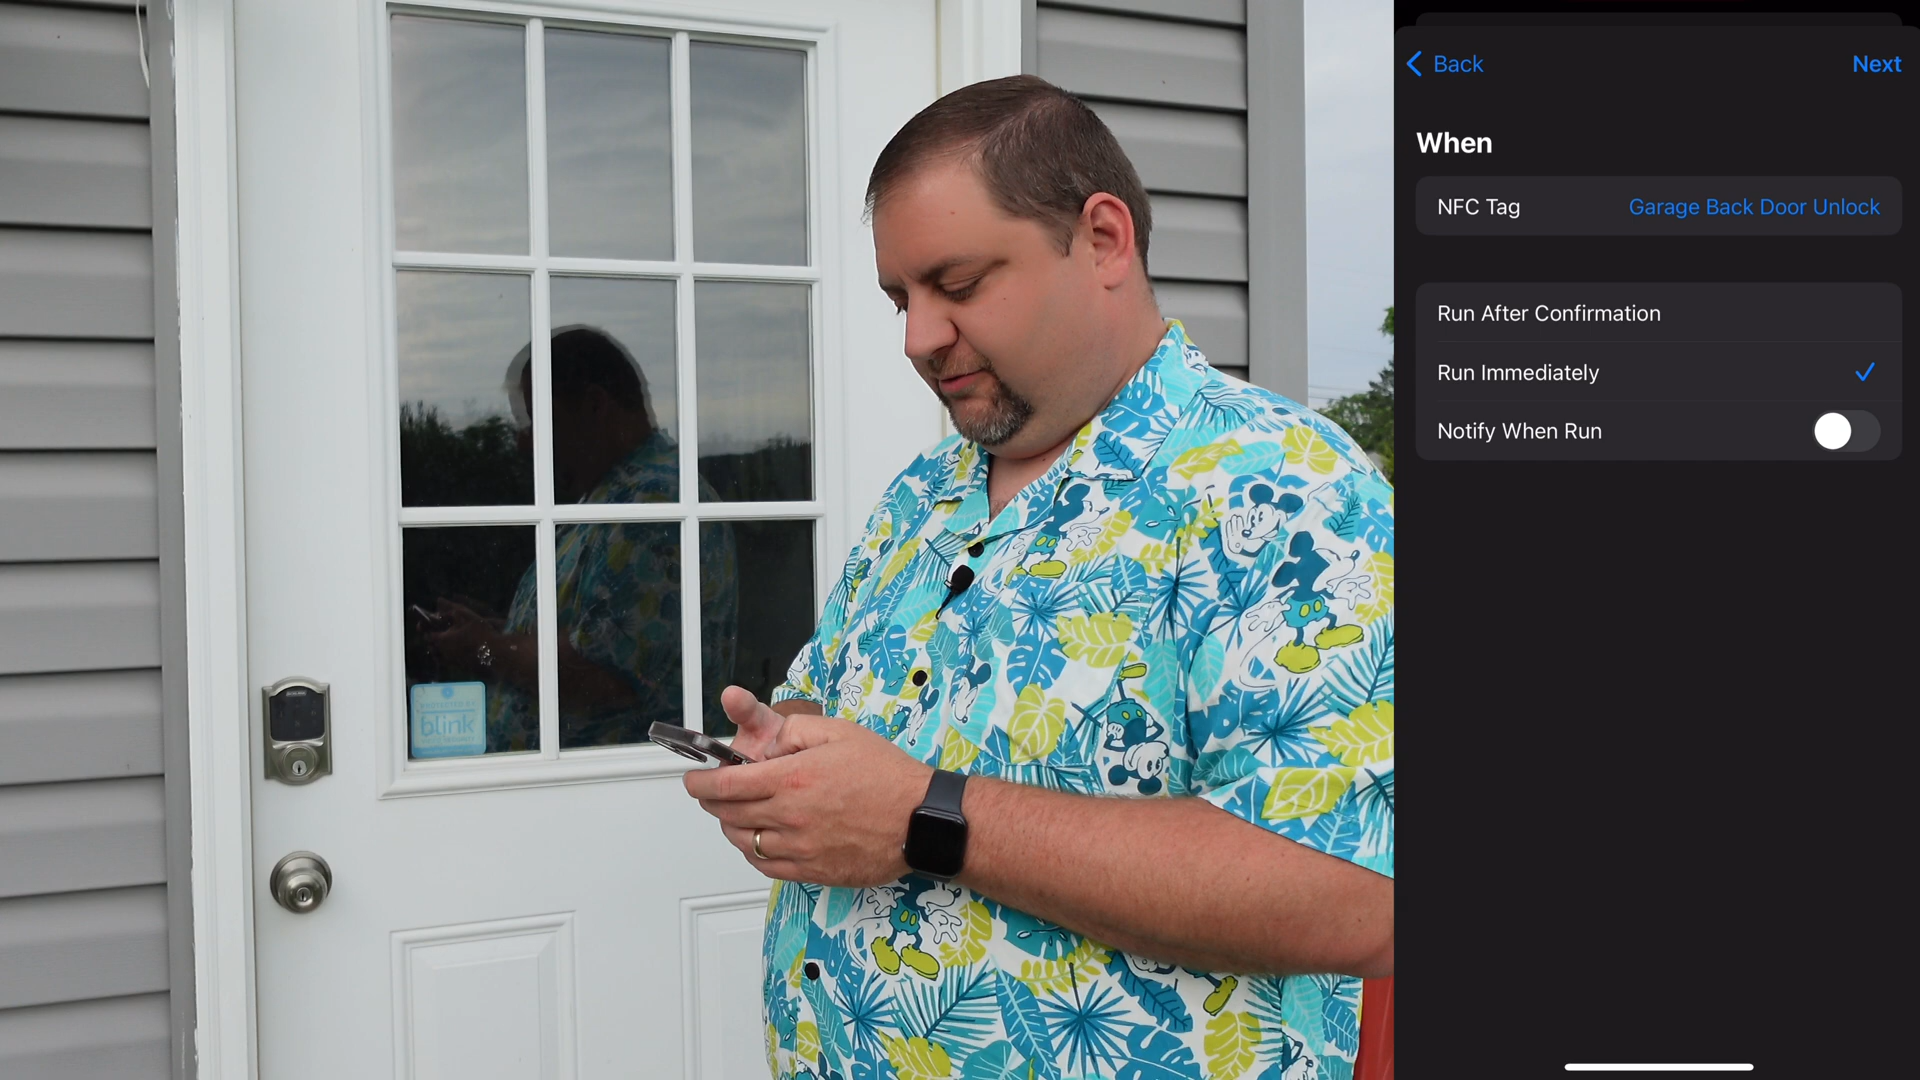 Back
Next
When
NFC Tag
Garage Back Door Unlock
Run After Confirmation
Run Immediately
Notify When Run
blink